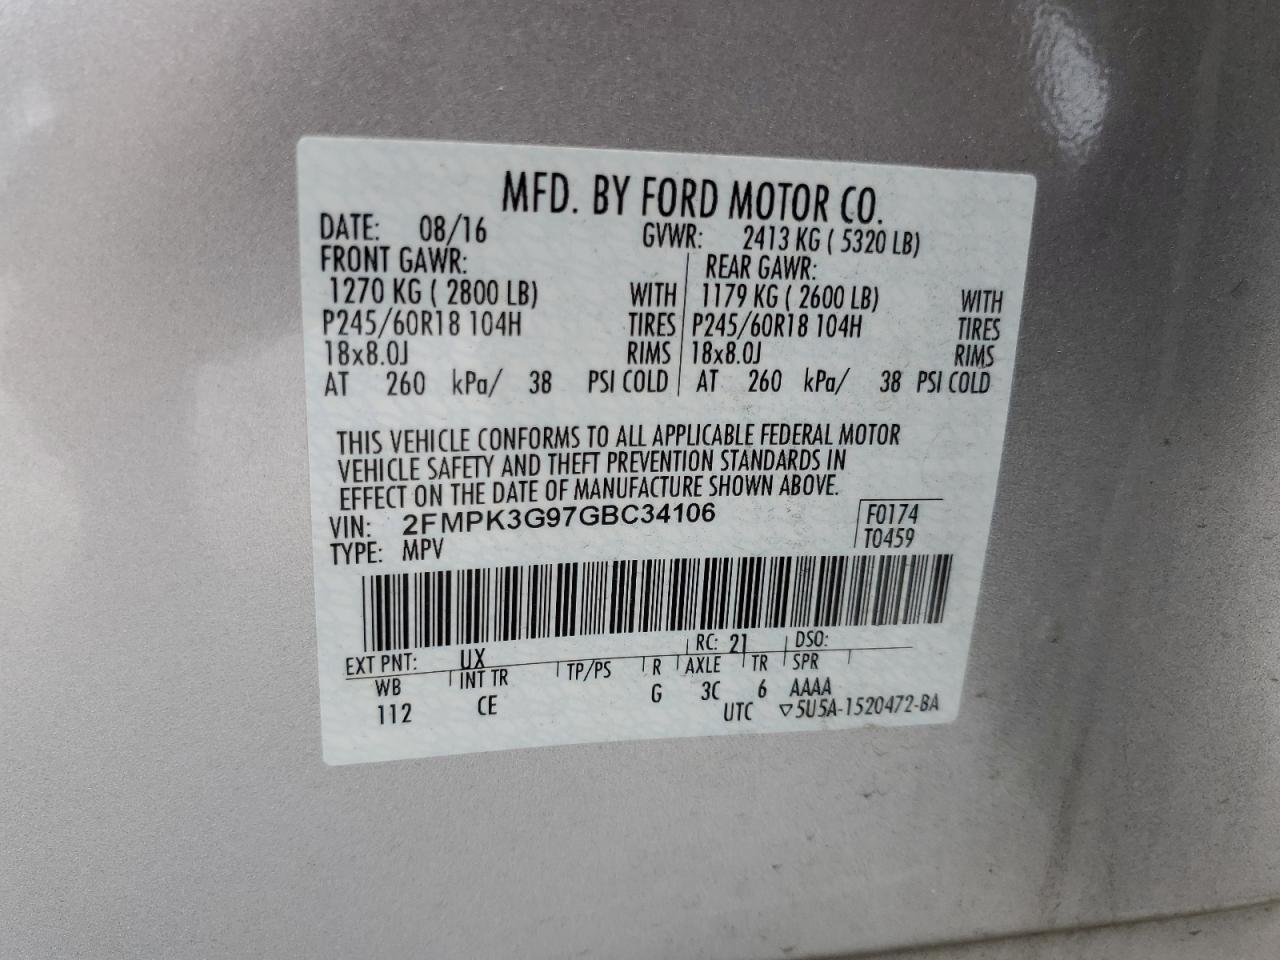 MFD. BY FORD MOTOR CO.
DATE: 08/16 GVWR: 2413 KG ( 5320 LB)
FRONT GAWR: REAR GAWR:
1270 KG ( 2800 LB) WITH 1179 KG ( 2600 LB) WITH
P245/60R18 104H TIRES P245/60R18 104H TIRES
18x8.0J RIMS 18x8.0J RIMS
AT 260 kPa/ 38 PSI COLD AT 260 kPa/ 38 PSI COLD
THIS VEHICLE CONFORMS TO ALL APPLICABLE FEDERAL MOTOR
VEHICLE SAFETY AND THEFT PREVENTION STANDARDS IN
EFFECT ON THE DATE OF MANUFACTURE SHOWN ABOVE.
VIN: 2FMPK3G97GBC34106 F0174
TYPE: MPV T0459
EXT PNT: UX RC: 21 DSO:
WB INT TR TP/PS R AXLE TR SPR
112 CE G 3C 6 AAAA
UTC ▽5U5A-1520472-BA